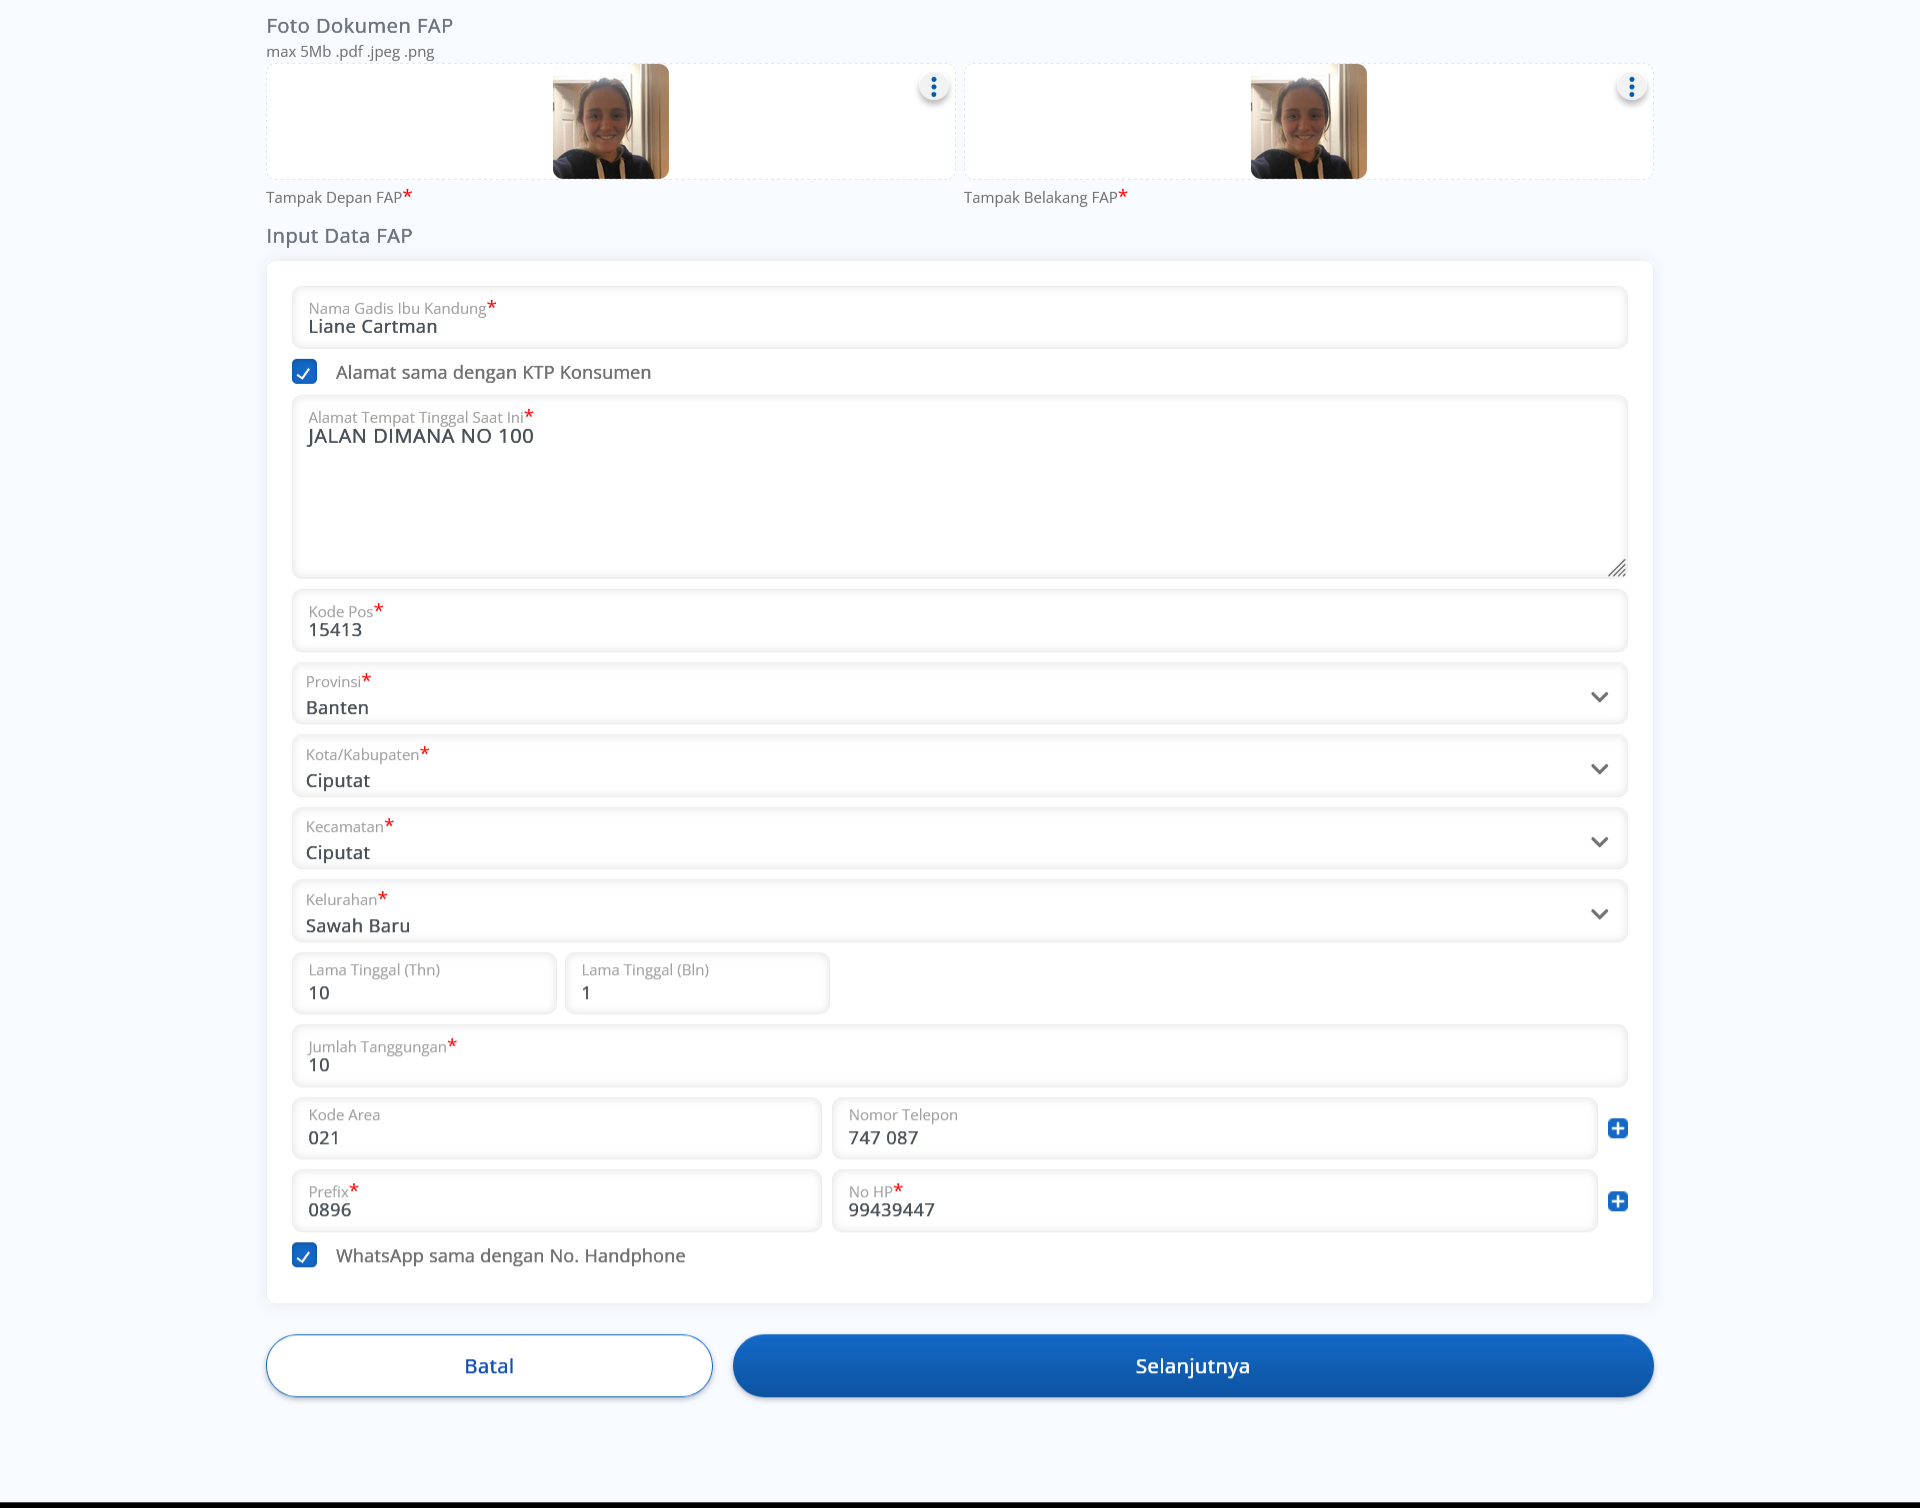 Foto Dokumen FAP
max 5Mb .pdf .jpeg .png
Tampak Depan FAP* Tampak Belakang FAP*
Input Data FAP
Nama Gadis Ibu Kandung*
Liane Cartman
Alamat sama dengan KTP Konsumen
Alamat Tempat Tinggal Saat Ini*
JALAN DIMANA NO 100
Kode Pos*
15413
Provinsi*
Banten
Kota/Kabupaten*
Ciputat
Kecamatan*
Ciputat
Kelurahan*
Sawah Baru
Lama Tinggal (Thn) Lama Tinggal (Bln)
10 1
Jumlah Tanggungan*
10
Kode Area Nomor Telepon
021 747 087
Prefix* No HP*
0896 99439447
WhatsApp sama dengan No. Handphone
Batal Selanjutnya